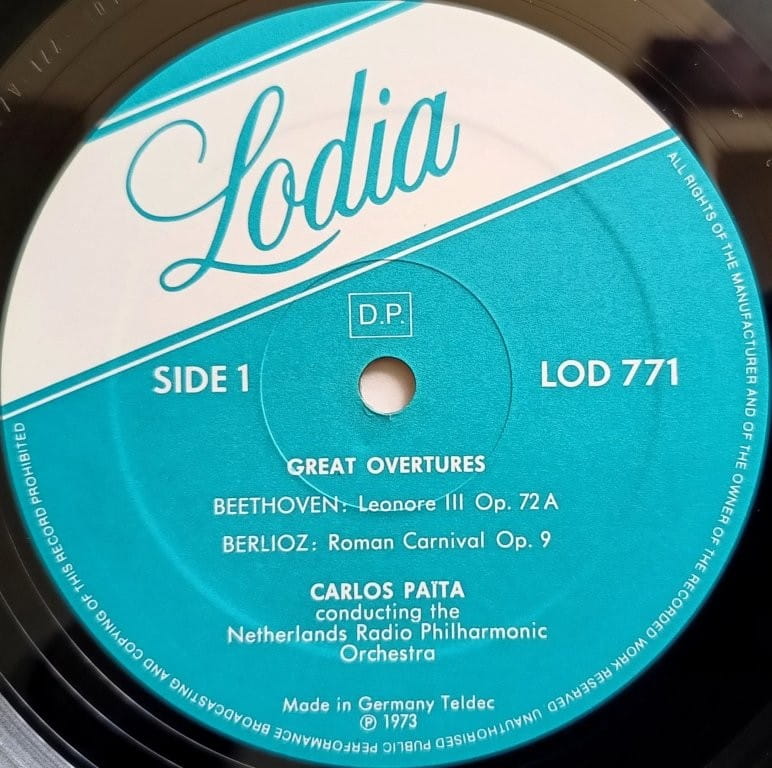 Lodia
D.P.
SIDE 1
LOD 771
GREAT OVERTURES
BEETHOVEN: Leonore III Op. 72 A
BERLIOZ: Roman Carnival Op. 9
CARLOS PAÏTA
conducting the
Netherlands Radio Philharmonic
Orchestra
Made in Germany Teldec
℗ 1973
ALL RIGHTS OF THE MANUFACTURER AND OF THE OWNER OF THE RECORDED WORK RESERVED UNAUTHORISED PUBLIC PERFORMANCE BROADCASTING AND COPYING OF THIS RECORD PROHIBITED